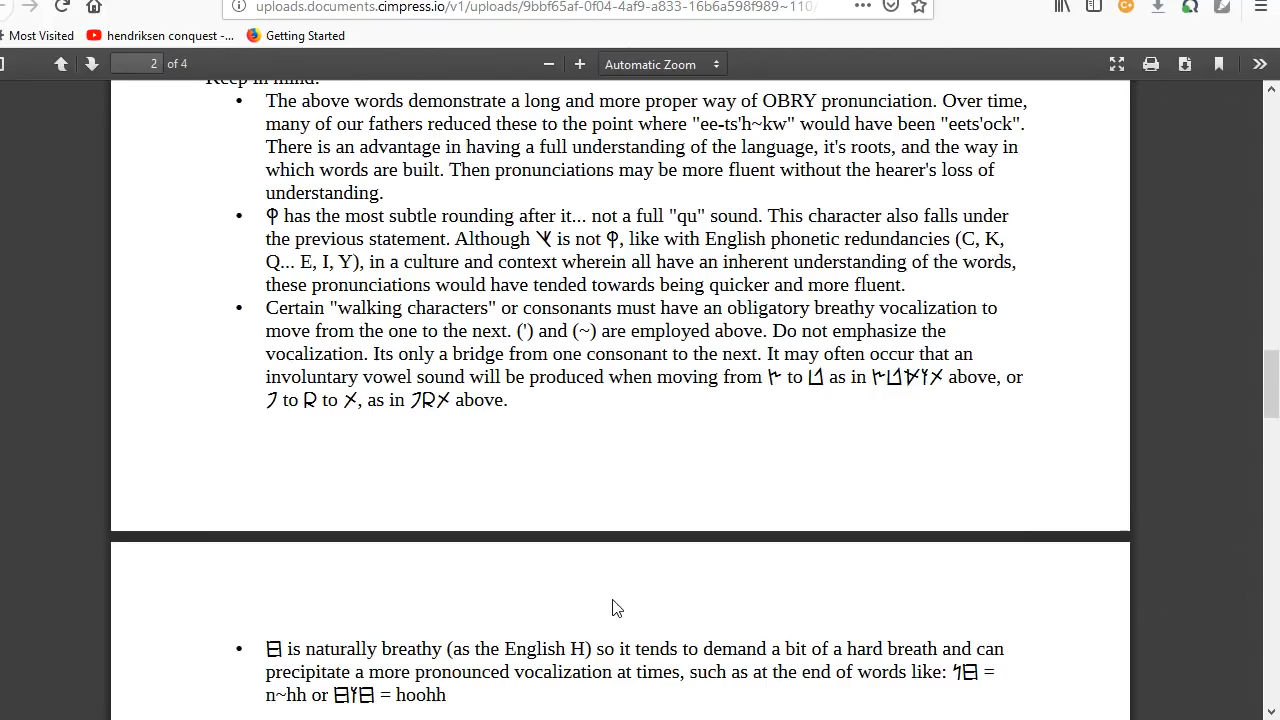 uploads.documents.cimpress.io/v1/uploads/9bbf65af-0f04-4af9-a833-16b6a598f989~110/
Most Visited hendriksen conquest -... Getting Started
2 of 4 Automatic Zoom
Keep in mind:
• The above words demonstrate a long and more proper way of OBRY pronunciation. Over time,
many of our fathers reduced these to the point where "ee-ts'h~kw" would have been "eets'ock".
There is an advantage in having a full understanding of the language, it's roots, and the way in
which words are built. Then pronunciations may be more fluent without the hearer's loss of
understanding.
• 𐤒 has the most subtle rounding after it... not a full "qu" sound. This character also falls under
the previous statement. Although 𐤊 is not 𐤒, like with English phonetic redundancies (C, K,
Q... E, I, Y), in a culture and context wherein all have an inherent understanding of the words,
these pronunciations would have tended towards being quicker and more fluent.
• Certain "walking characters" or consonants must have an obligatory breathy vocalization to
move from the one to the next. (') and (~) are employed above. Do not emphasize the
vocalization. Its only a bridge from one consonant to the next. It may often occur that an
involuntary vowel sound will be produced when moving from to as in above, or
to to , as in above.
• 𐤇 is naturally breathy (as the English H) so it tends to demand a bit of a hard breath and can
precipitate a more pronounced vocalization at times, such as at the end of words like: 𐤍𐤇 =
n~hh or 𐤇𐤅𐤇 = hoohh